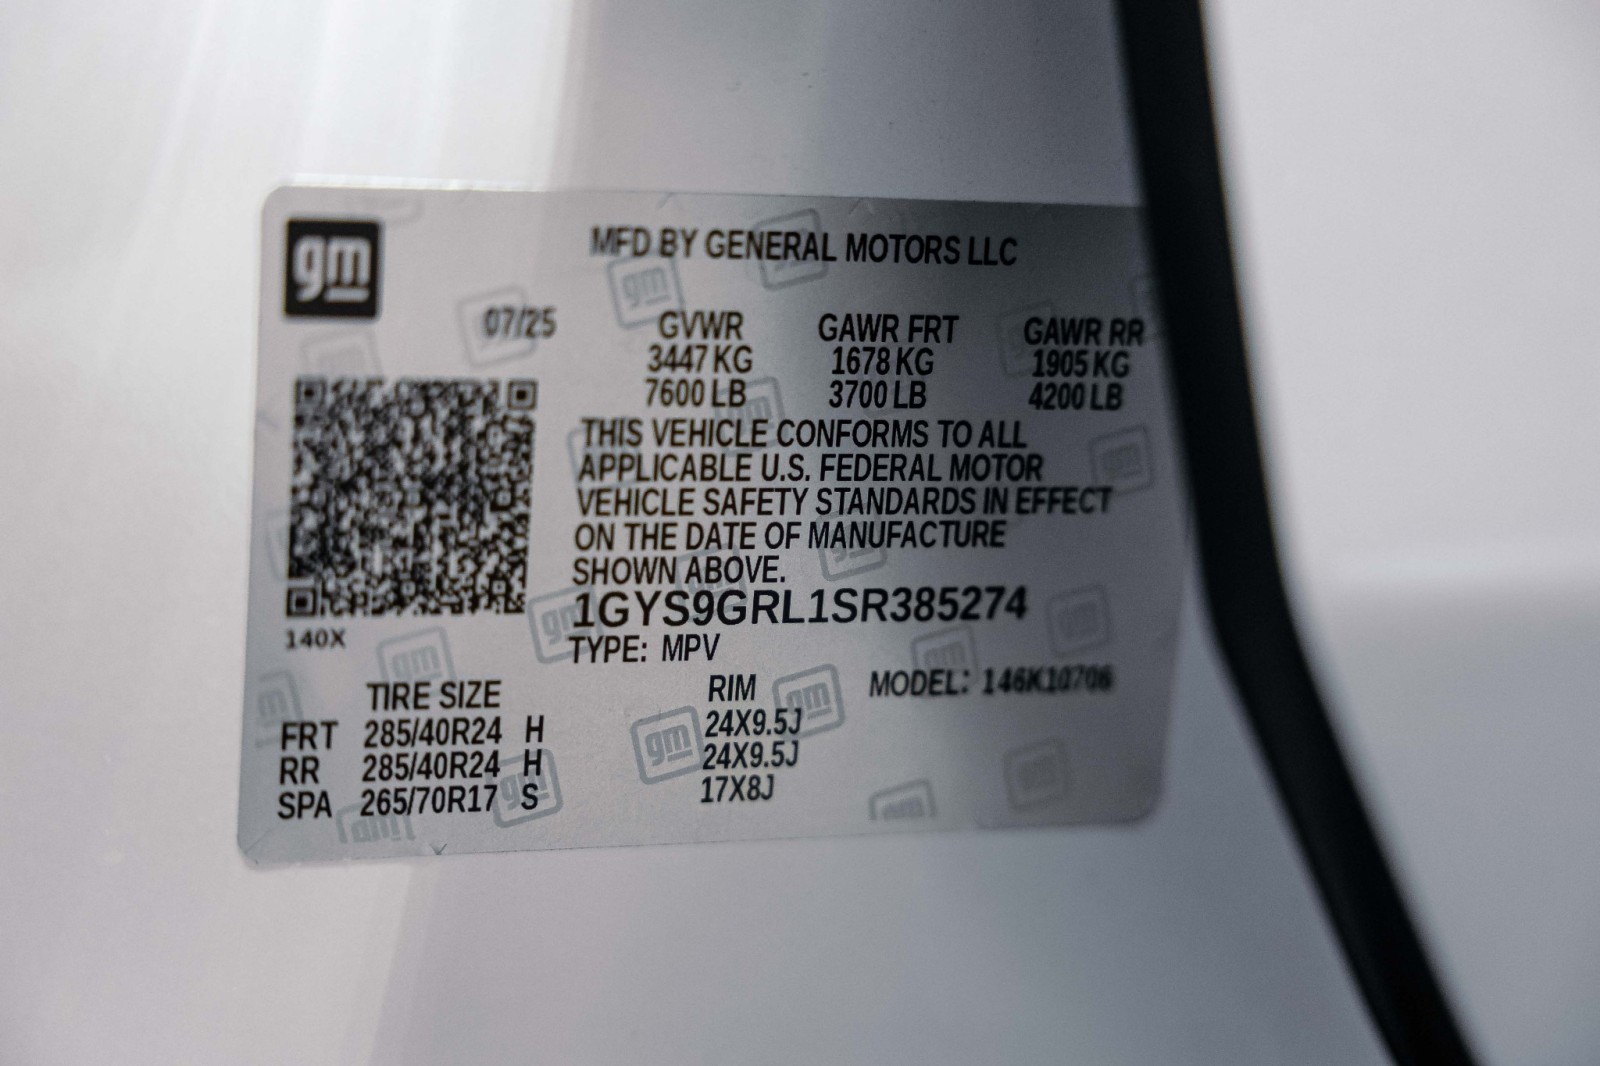 gm
MFD BY GENERAL MOTORS LLC
07/25 GVWR GAWR FRT GAWR RR
3447 KG 1678 KG 1905 KG
7600 LB 3700 LB 4200 LB
THIS VEHICLE CONFORMS TO ALL
APPLICABLE U.S. FEDERAL MOTOR
VEHICLE SAFETY STANDARDS IN EFFECT
ON THE DATE OF MANUFACTURE
SHOWN ABOVE.
1GYS9GRL1SR385274
140X
TYPE: MPV
TIRE SIZE RIM MODEL: 146K10706
FRT 285/40R24 H 24X9.5J
RR 285/40R24 H 24X9.5J
SPA 265/70R17 S 17X8J